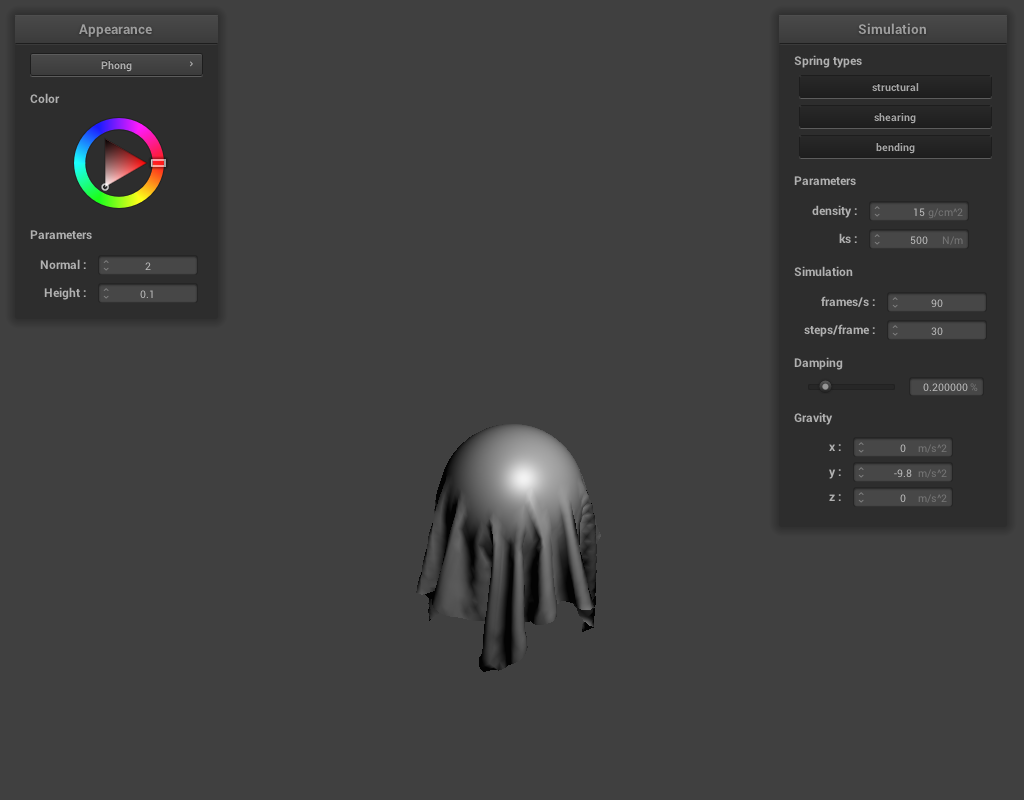 Appearance
Phong
Color
Parameters
Normal : 2
Height : 0.1
Simulation
Spring types
structural
shearing
bending
Parameters
density : 15 g/cm^2
ks : 500 N/m
Simulation
frames/s : 90
steps/frame : 30
Damping
0.200000 %
Gravity
x : 0 m/s^2
y : -9.8 m/s^2
z : 0 m/s^2